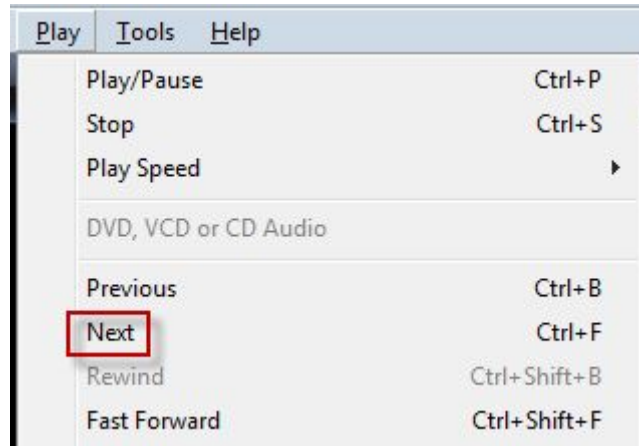 Play Tools Help
Play/Pause Ctrl+P
Stop Ctrl+S
Play Speed
DVD, VCD or CD Audio
Previous Ctrl+B
Next Ctrl+F
Rewind Ctrl+Shift+B
Fast Forward Ctrl+Shift+F